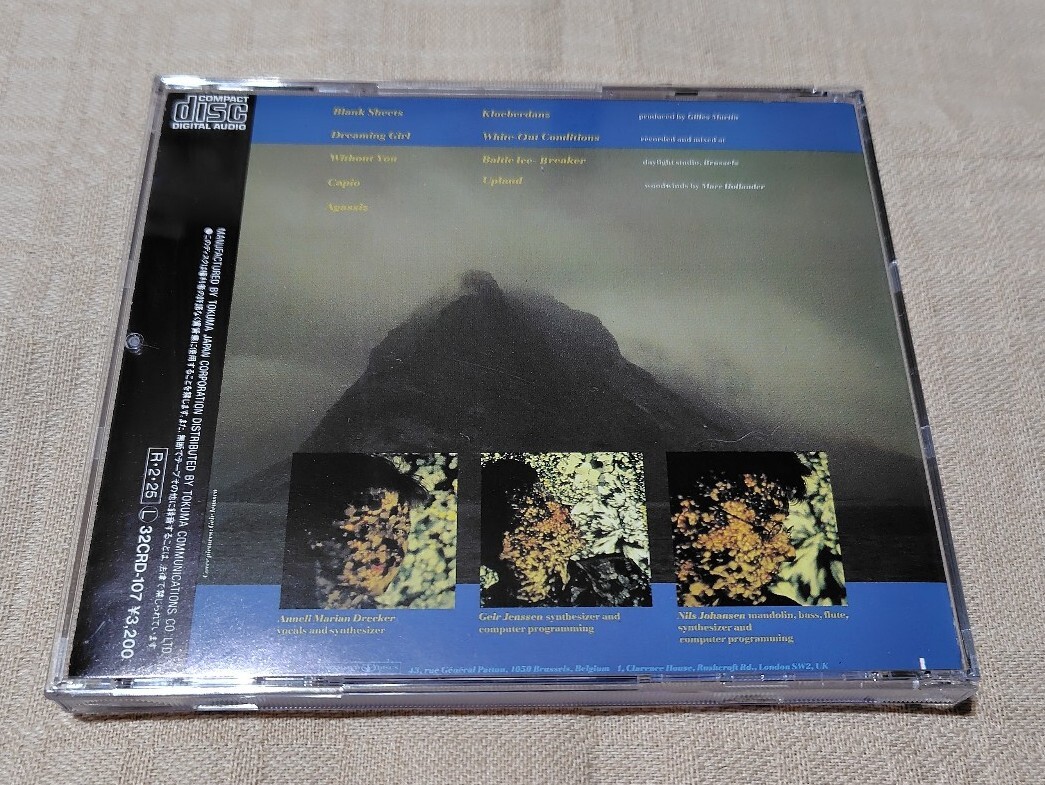 COMPACT
disc
DIGITAL AUDIO
Blank Sheets
Dreaming Girl
Without You
Capio
Agassiz
Kloeberdanz
White-Out Conditions
Baltic Ice-Breaker
Upland
produced by Gilles Martin
recorded and mixed at
daylight studio, Brussels
woodwinds by Marc Hollander
MANUFACTURED BY TOKUMA JAPAN CORPORATION DISTRIBUTED BY TOKUMA COMMUNICATIONS CO., LTD.
R・2・25 Ⓛ 32CRD-107 ¥3,200
Anneli Marian Drecker
vocals and synthesizer
Geir Jenssen synthesizer and
computer programming
Nils Johansen mandolin, bass, flute,
synthesizer and
computer programming
43, rue Général Patton, 1050 Brussels, Belgium 1, Clarence House, Rushcroft Rd., London SW2, UK